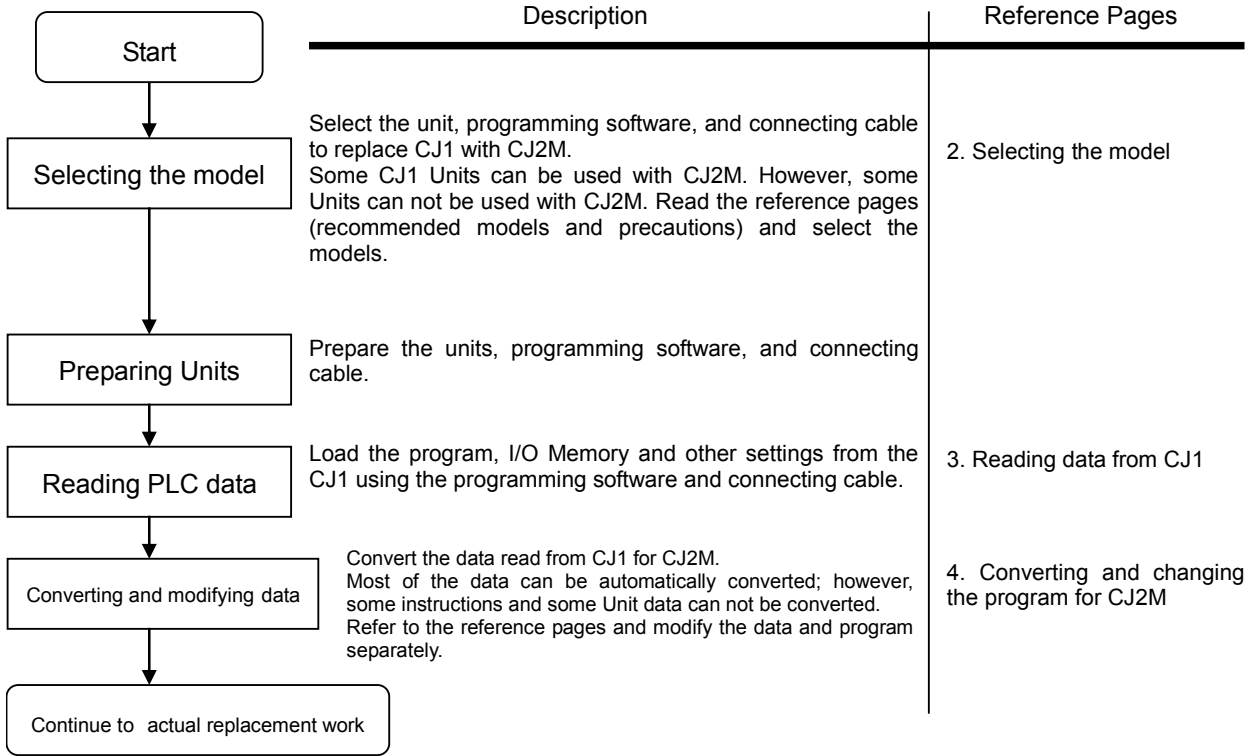 Description
Reference Pages
Start
Selecting the model
Select the unit, programming software, and connecting cable
to replace CJ1 with CJ2M.
Some CJ1 Units can be used with CJ2M. However, some
Units can not be used with CJ2M. Read the reference pages
(recommended models and precautions) and select the
models.
2. Selecting the model
Preparing Units
Prepare the units, programming software, and connecting
cable.
Reading PLC data
Load the program, I/O Memory and other settings from the
CJ1 using the programming software and connecting cable.
3. Reading data from CJ1
Converting and modifying data
Convert the data read from CJ1 for CJ2M.
Most of the data can be automatically converted; however,
some instructions and some Unit data can not be converted.
Refer to the reference pages and modify the data and program
separately.
4. Converting and changing
the program for CJ2M
Continue to actual replacement work